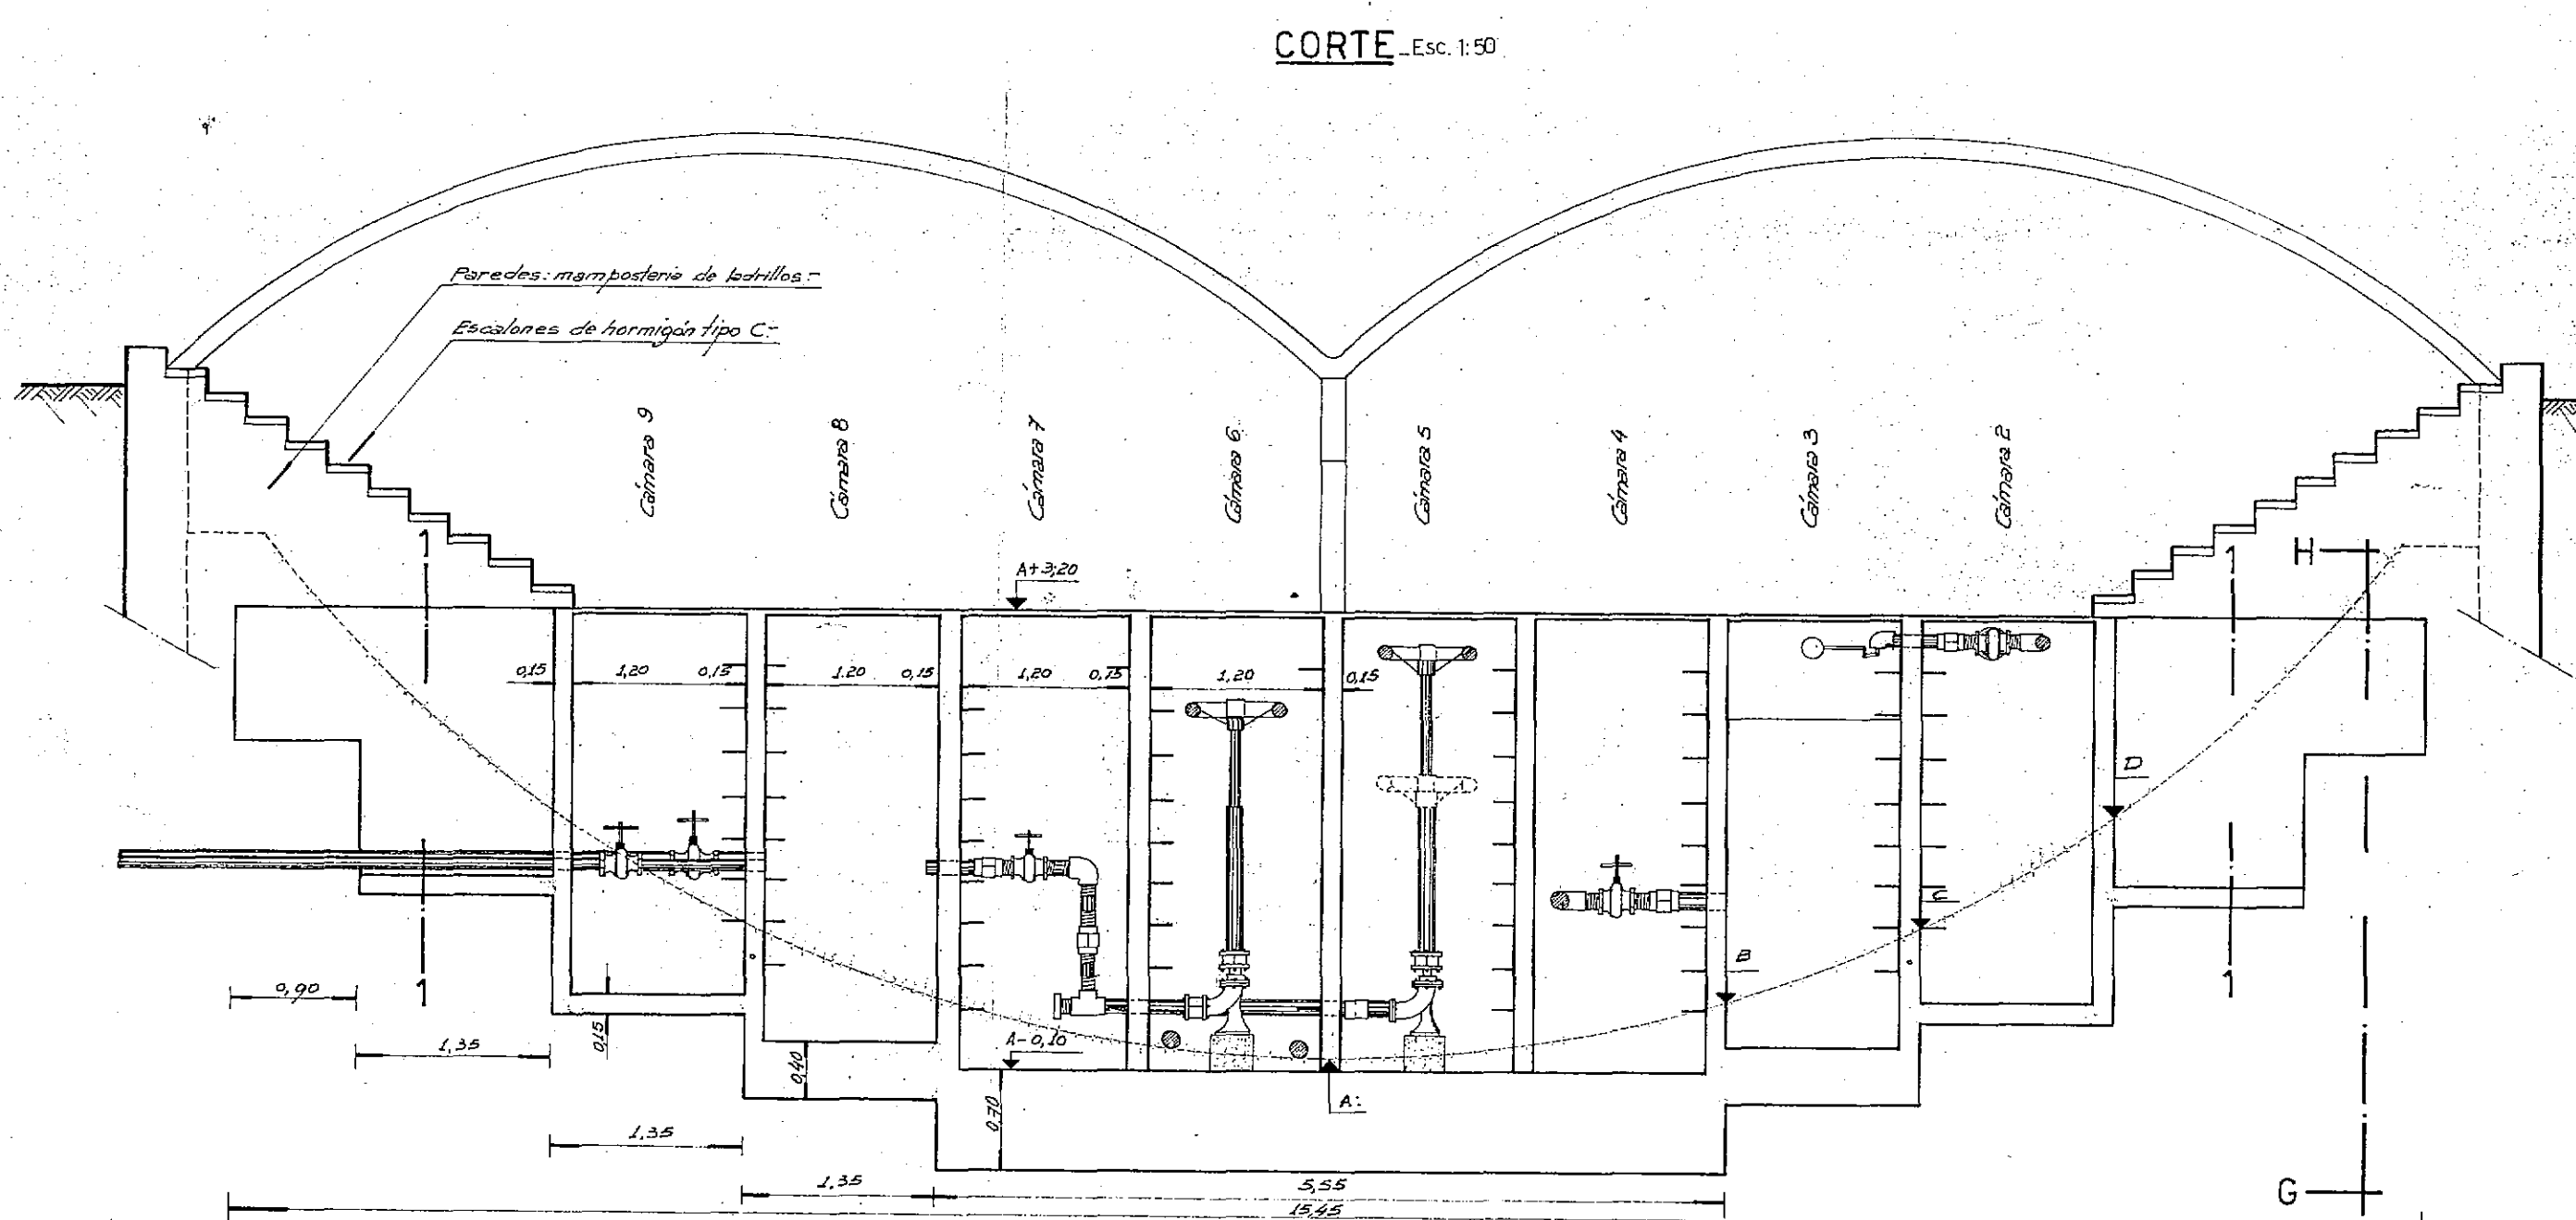 CORTE _ Esc. 1:50
Paredes: mampostería de ladrillos.-
Escalones de hormigón tipo C.-
Cámara 9
Cámara 8
Cámara 7
Cámara 6
Cámara 5
Cámara 4
Cámara 3
Cámara 2
1
1
H
A+3,20
0,15
1,20
0,15
1.20
0,15
1,20
0,15
1,20
0,15
D
C
B
0,90
1
1
1,35
0,15
A-0,10
0,40
0,70
A:
1,35
1,35
5,55
G
15,45